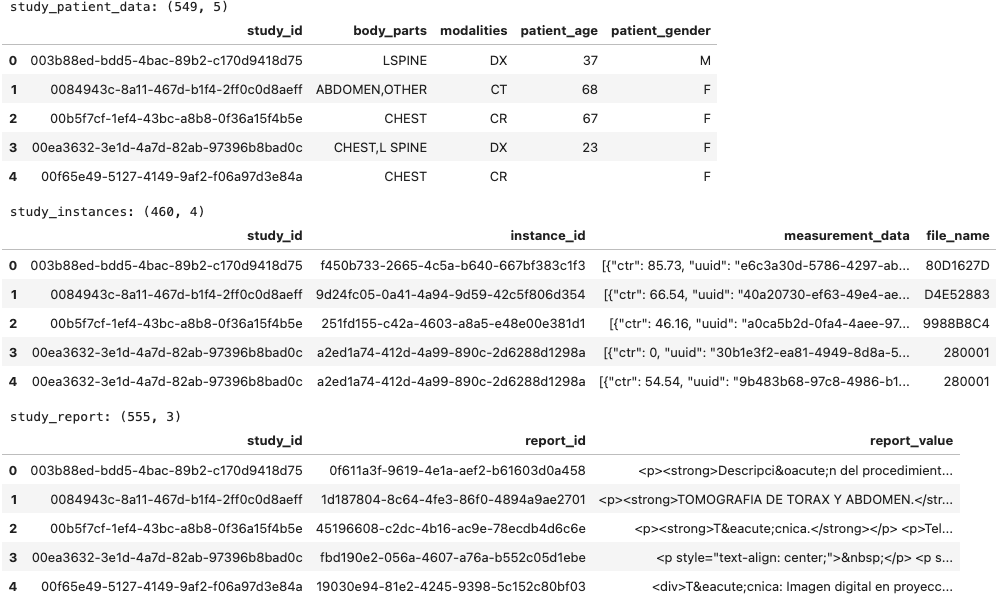 study_patient_data: (549, 5)
study_id body_parts modalities patient_age patient_gender
0 003b88ed-bdd5-4bac-89b2-c170d9418d75 LSPINE DX 37 M
1 0084943c-8a11-467d-b1f4-2ff0c0d8aeff ABDOMEN,OTHER CT 68 F
2 00b5f7cf-1ef4-43bc-a8b8-0f36a15f4b5e CHEST CR 67 F
3 00ea3632-3e1d-4a7d-82ab-97396b8bad0c CHEST,L SPINE DX 23 F
4 00f65e49-5127-4149-9af2-f06a97d3e84a CHEST CR F
study_instances: (460, 4)
study_id instance_id measurement_data file_name
0 003b88ed-bdd5-4bac-89b2-c170d9418d75 f450b733-2665-4c5a-b640-667bf383c1f3 [{"ctr": 85.73, "uuid": "e6c3a30d-5786-4297-ab... 80D1627D
1 0084943c-8a11-467d-b1f4-2ff0c0d8aeff 9d24fc05-0a41-4a94-9d59-42c5f806d354 [{"ctr": 66.54, "uuid": "40a20730-ef63-49e4-ae... D4E52883
2 00b5f7cf-1ef4-43bc-a8b8-0f36a15f4b5e 251fd155-c42a-4603-a8a5-e48e00e381d1 [{"ctr": 46.16, "uuid": "a0ca5b2d-0fa4-4aee-97... 9988B8C4
3 00ea3632-3e1d-4a7d-82ab-97396b8bad0c a2ed1a74-412d-4a99-890c-2d6288d1298a [{"ctr": 0, "uuid": "30b1e3f2-ea81-4949-8d8a-5... 280001
4 00ea3632-3e1d-4a7d-82ab-97396b8bad0c a2ed1a74-412d-4a99-890c-2d6288d1298a [{"ctr": 54.54, "uuid": "9b483b68-97c8-4986-b1... 280001
study_report: (555, 3)
study_id report_id report_value
0 003b88ed-bdd5-4bac-89b2-c170d9418d75 0f611a3f-9619-4e1a-aef2-b61603d0a458 <p><strong>Descripci&oacute;n del procedimient...
1 0084943c-8a11-467d-b1f4-2ff0c0d8aeff 1d187804-8c64-4fe3-86f0-4894a9ae2701 <p><strong>TOMOGRAFIA DE TORAX Y ABDOMEN.</str...
2 00b5f7cf-1ef4-43bc-a8b8-0f36a15f4b5e 45196608-c2dc-4b16-ac9e-78ecdb4d6c6e <p><strong>T&eacute;cnica.</strong></p> <p>Tel...
3 00ea3632-3e1d-4a7d-82ab-97396b8bad0c fbd190e2-056a-4607-a76a-b552c05d1ebe <p style="text-align: center;">&nbsp;</p> <p s...
4 00f65e49-5127-4149-9af2-f06a97d3e84a 19030e94-81e2-4245-9398-5c152c80bf03 <div>T&eacute;cnica: Imagen digital en proyecc...